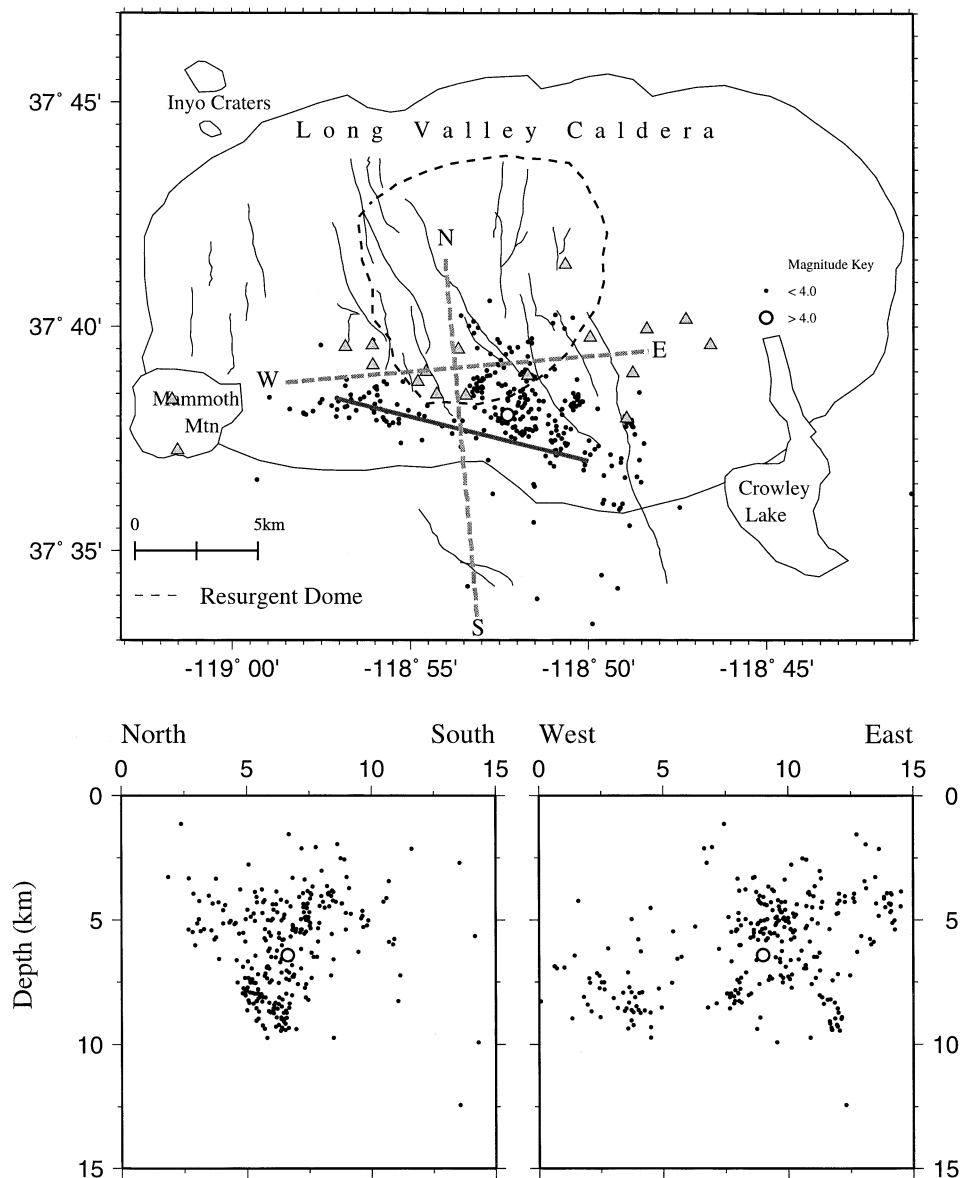 Inyo Craters
37° 45'
Long Valley Caldera
N
Magnitude Key
< 4.0
> 4.0
37° 40'
E
W
Mammoth
Mtn
Crowley
Lake
0 5km
37° 35'
Resurgent Dome
S
-119° 00' -118° 55' -118° 50' -118° 45'
North South West East
0 5 10 15 0 5 10 15
0 0
5 5
Depth (km)
10 10
15 15